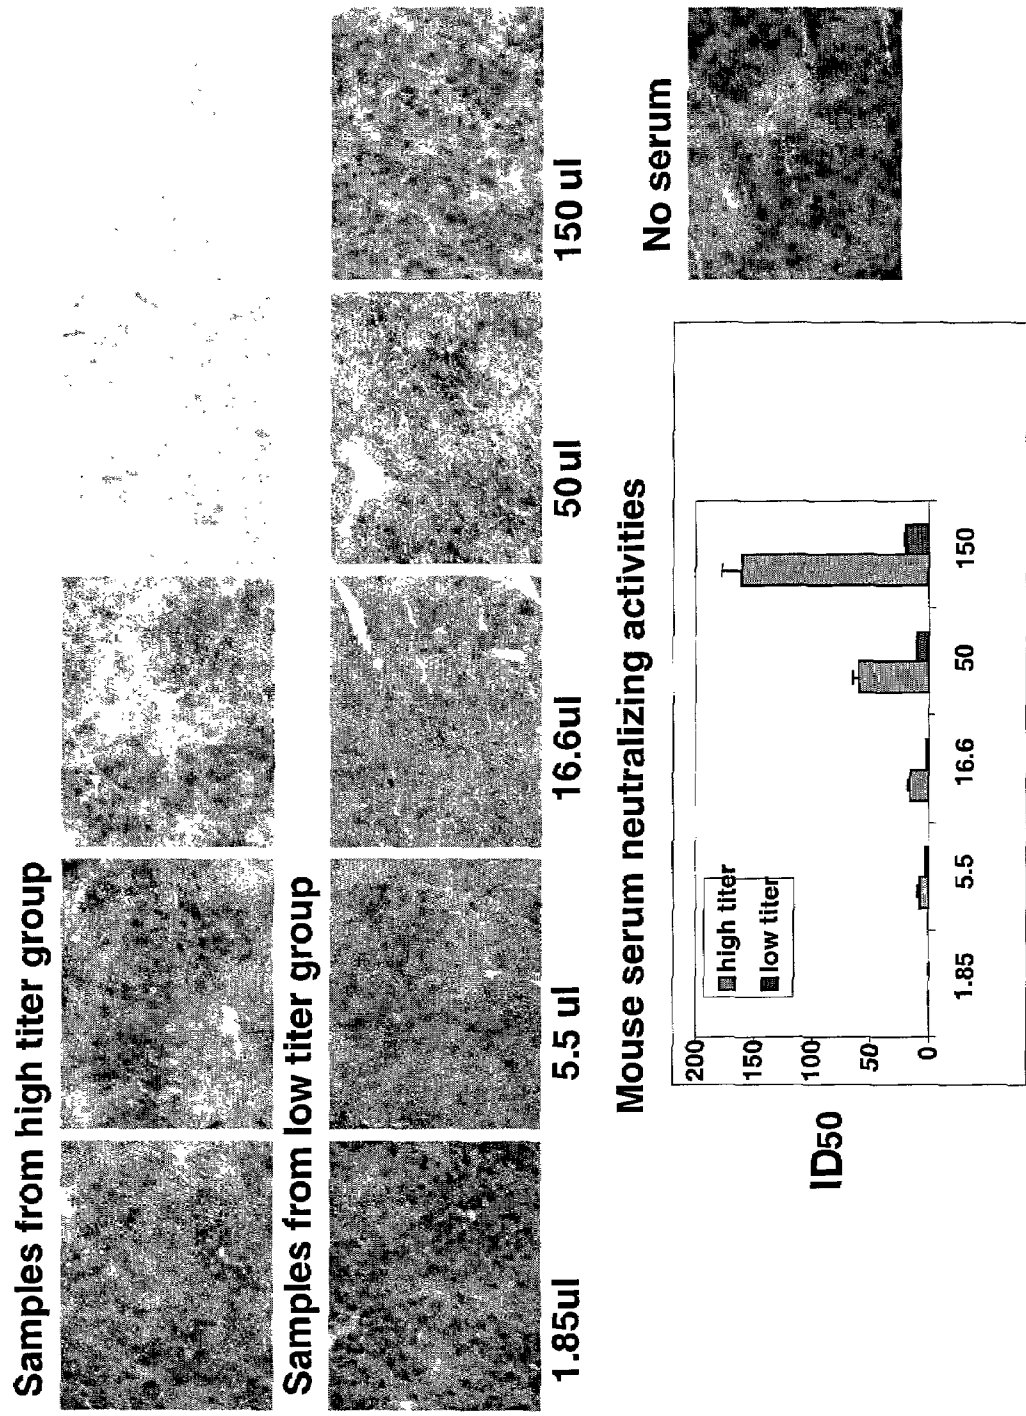 Samples from high titer group
Samples from low titer group
1.85ul
5.5 ul
16.6ul
50ul
150 ul
Mouse serum neutralizing activities
No serum
ID50
200
150
100
50
0
high titer
low titer
1.85
5.5
16.6
50
150